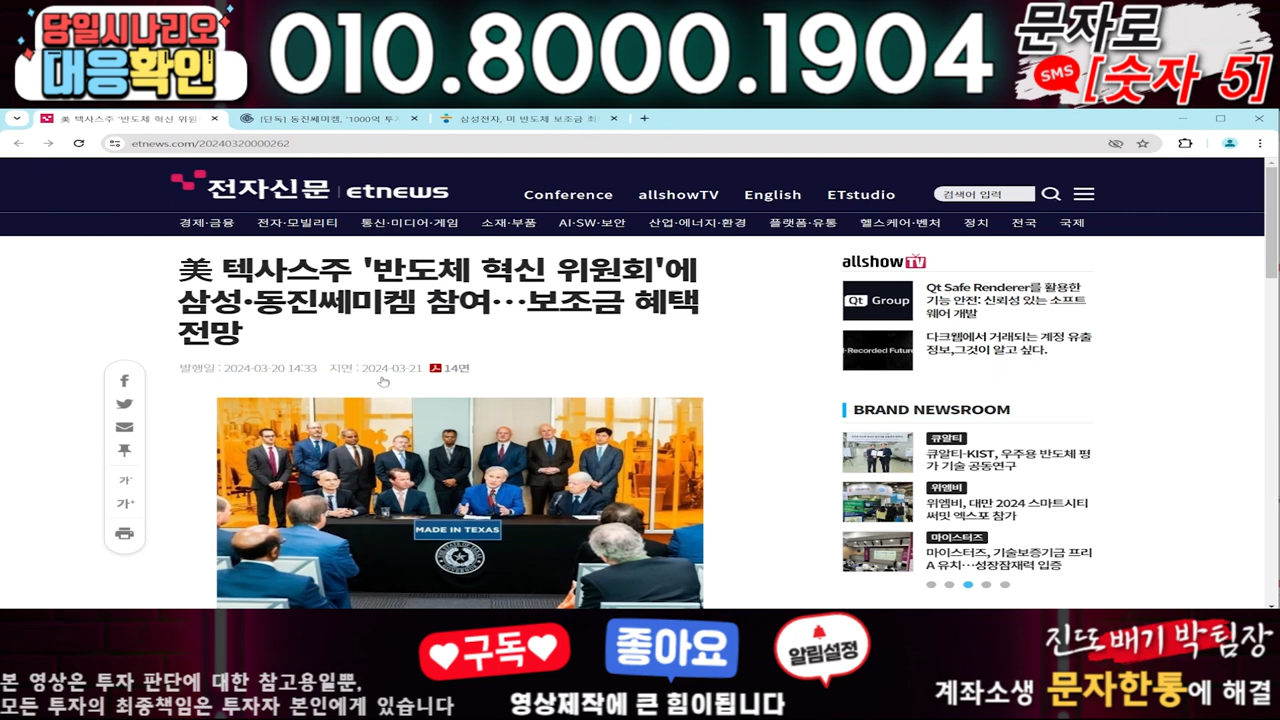 당일시나리오
대응확인
010.8000.1904
문자로
SMS
[숫자 5]
美 텍사스주 '반도체 혁신 위원
[단독] 동진쎄미켐, '1000억 투
삼성전자, 미 반도체 보조금 최
etnews.com/20240320000262
전자신문 etnews
Conference allshowTV English ETstudio
검색어 입력
경제·금융 전자·모빌리티 통신·미디어·게임 소재·부품 AI·SW·보안 산업·에너지·환경 플랫폼·유통 헬스케어·벤처 정치 전국 국제
美 텍사스주 '반도체 혁신 위원회'에
삼성·동진쎄미켐 참여…보조금 혜택
전망
발행일 : 2024-03-20 14:33 지면 : 2024-03-21 14면
가-
가+
MADE IN TEXAS
allshowTV
Qt Group
Qt Safe Renderer를 활용한
기능 안전: 신뢰성 있는 소프트
웨어 개발
Recorded Future
다크웹에서 거래되는 계정 유출
정보,그것이 알고 싶다.
BRAND NEWSROOM
큐알티
큐알티-KIST, 우주용 반도체 평
가 기술 공동연구
위엠비
위엠비, 대만 2024 스마트시티
써밋 엑스포 참가
마이스터즈
마이스터즈, 기술보증기금 프리
A 유치…성장잠재력 입증
본 영상은 투자 판단에 대한 참고용일뿐,
모든 투자의 최종책임은 투자자 본인에게 있습니다
구독
좋아요
알림설정
영상제작에 큰 힘이됩니다
진또배기 박팀장
계좌소생 문자한통에 해결